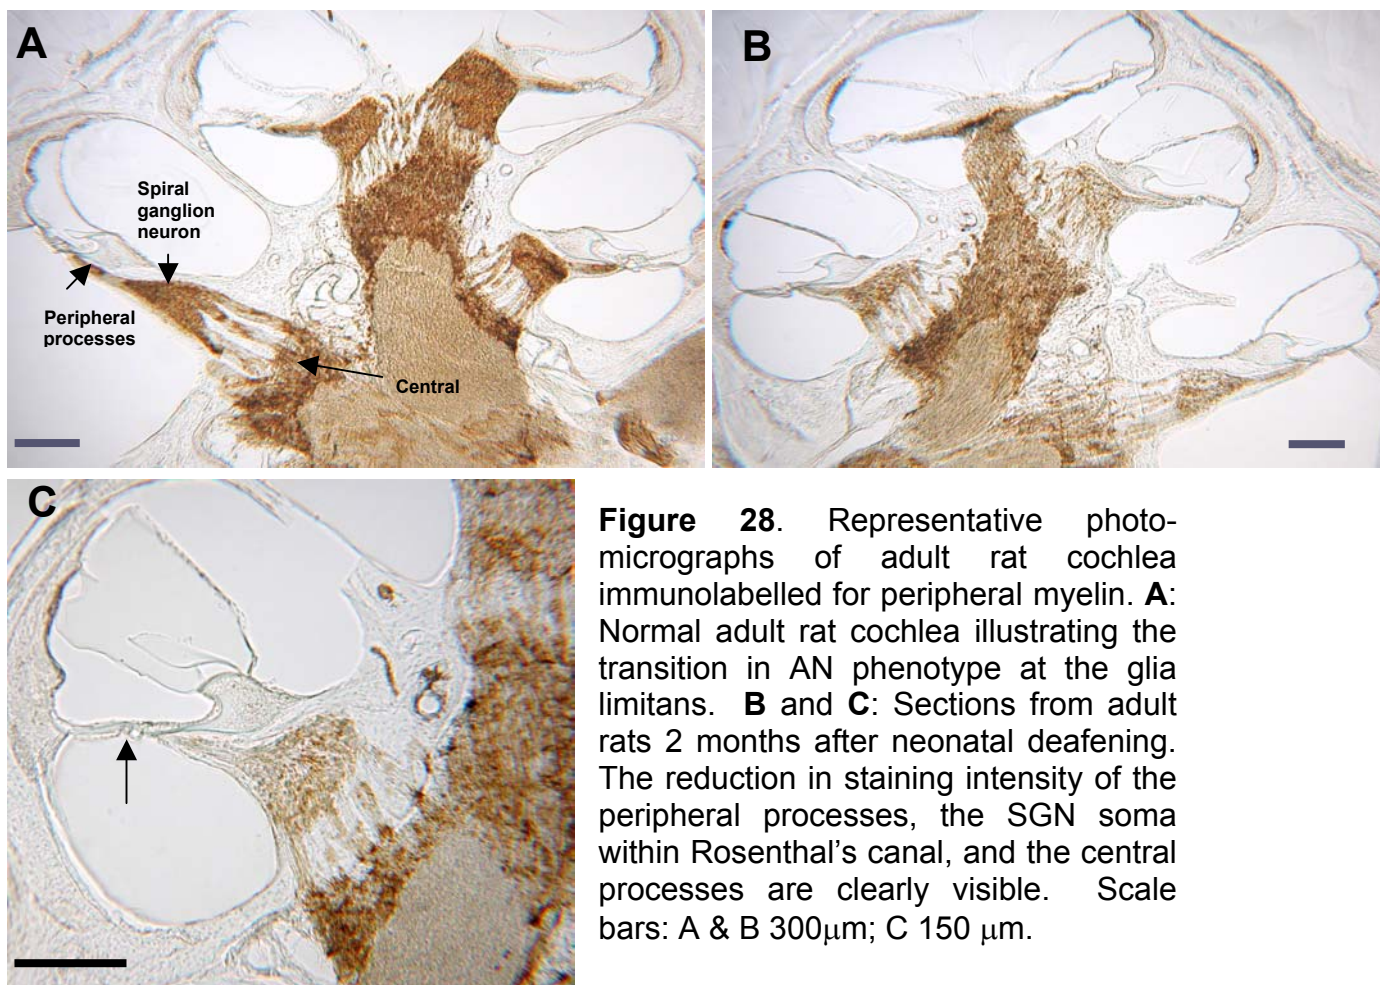 A
B
Spiral
ganglion
neuron
Peripheral
processes
Central
C
Figure 28. Representative photo-
micrographs of adult rat cochlea
immunolabelled for peripheral myelin. A:
Normal adult rat cochlea illustrating the
transition in AN phenotype at the glia
limitans. B and C: Sections from adult
rats 2 months after neonatal deafening.
The reduction in staining intensity of the
peripheral processes, the SGN soma
within Rosenthal's canal, and the central
processes are clearly visible. Scale
bars: A & B 300μm; C 150 μm.